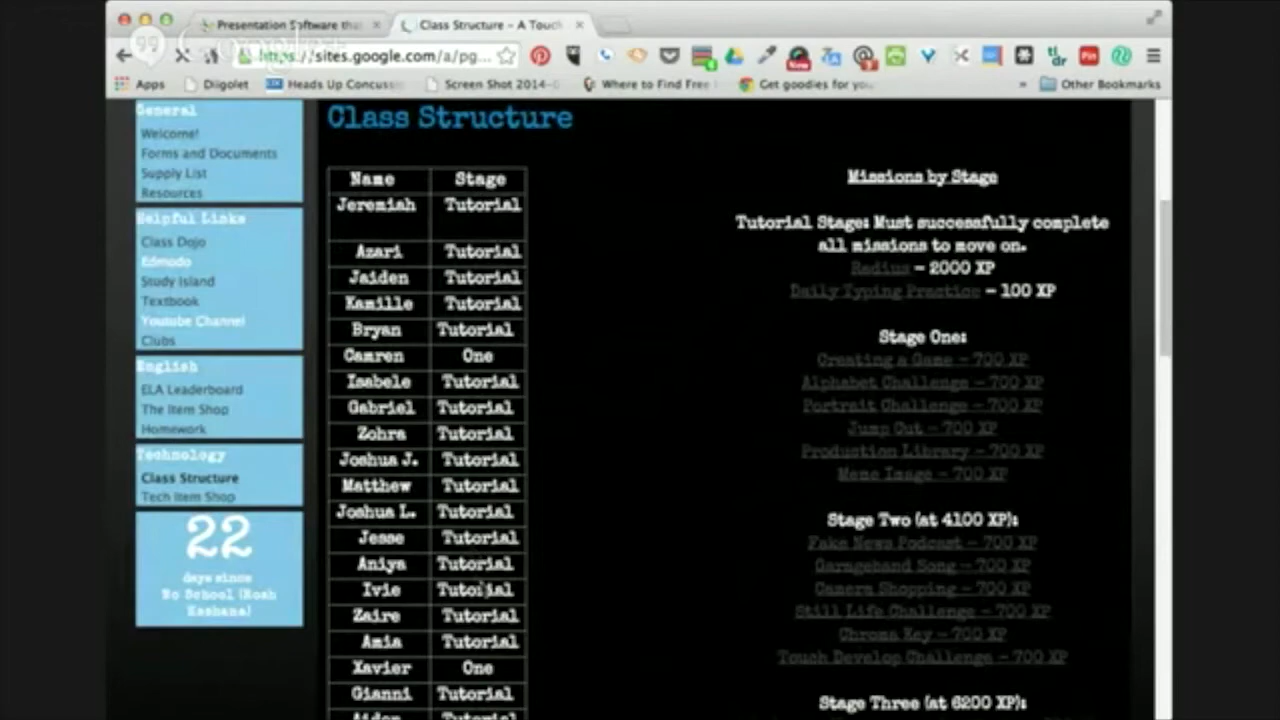 Presentation Software that
Class Structure - A Touc
https://sites.google.com/a/pg...
Apps
Diigolet
Heads Up Concuss
Screen Shot 2014-
Where to Find Free
Get goodies for you
»
Other Bookmarks
General
Welcome!
Forms and Documents
Supply List
Resources
Helpful Links
Class Dojo
Edmodo
Study Island
Textbook
Youtube Channel
Clubs
English
ELA Leaderboard
The Item Shop
Homework
Technology
Class Structure
Tech Item Shop
22
days since
No School (Rosh
Hashana)
Class Structure
Name Stage
Jeremiah Tutorial
Azari Tutorial
Jaiden Tutorial
Kamille Tutorial
Bryan Tutorial
Camren One
Isabele Tutorial
Gabriel Tutorial
Zohra Tutorial
Joshua J. Tutorial
Matthew Tutorial
Joshua L. Tutorial
Jesse Tutorial
Aniya Tutorial
Ivie Tutorial
Zaire Tutorial
Amia Tutorial
Xavier One
Gianni Tutorial
Aiden Tutorial
Missions by Stage
Tutorial Stage: Must successfully complete
all missions to move on.
Radius - 2000 XP
Daily Typing Practice - 100 XP
Stage One:
Creating a Game - 700 XP
Alphabet Challenge - 700 XP
Portrait Challenge - 700 XP
Jump Cut - 700 XP
Production Library - 700 XP
Meme Image - 700 XP
Stage Two (at 4100 XP):
Fake News Podcast - 700 XP
Garageband Song - 700 XP
Camera Shopping - 700 XP
Still Life Challenge - 700 XP
Chroma Key - 700 XP
Touch Develop Challenge - 700 XP
Stage Three (at 6200 XP):